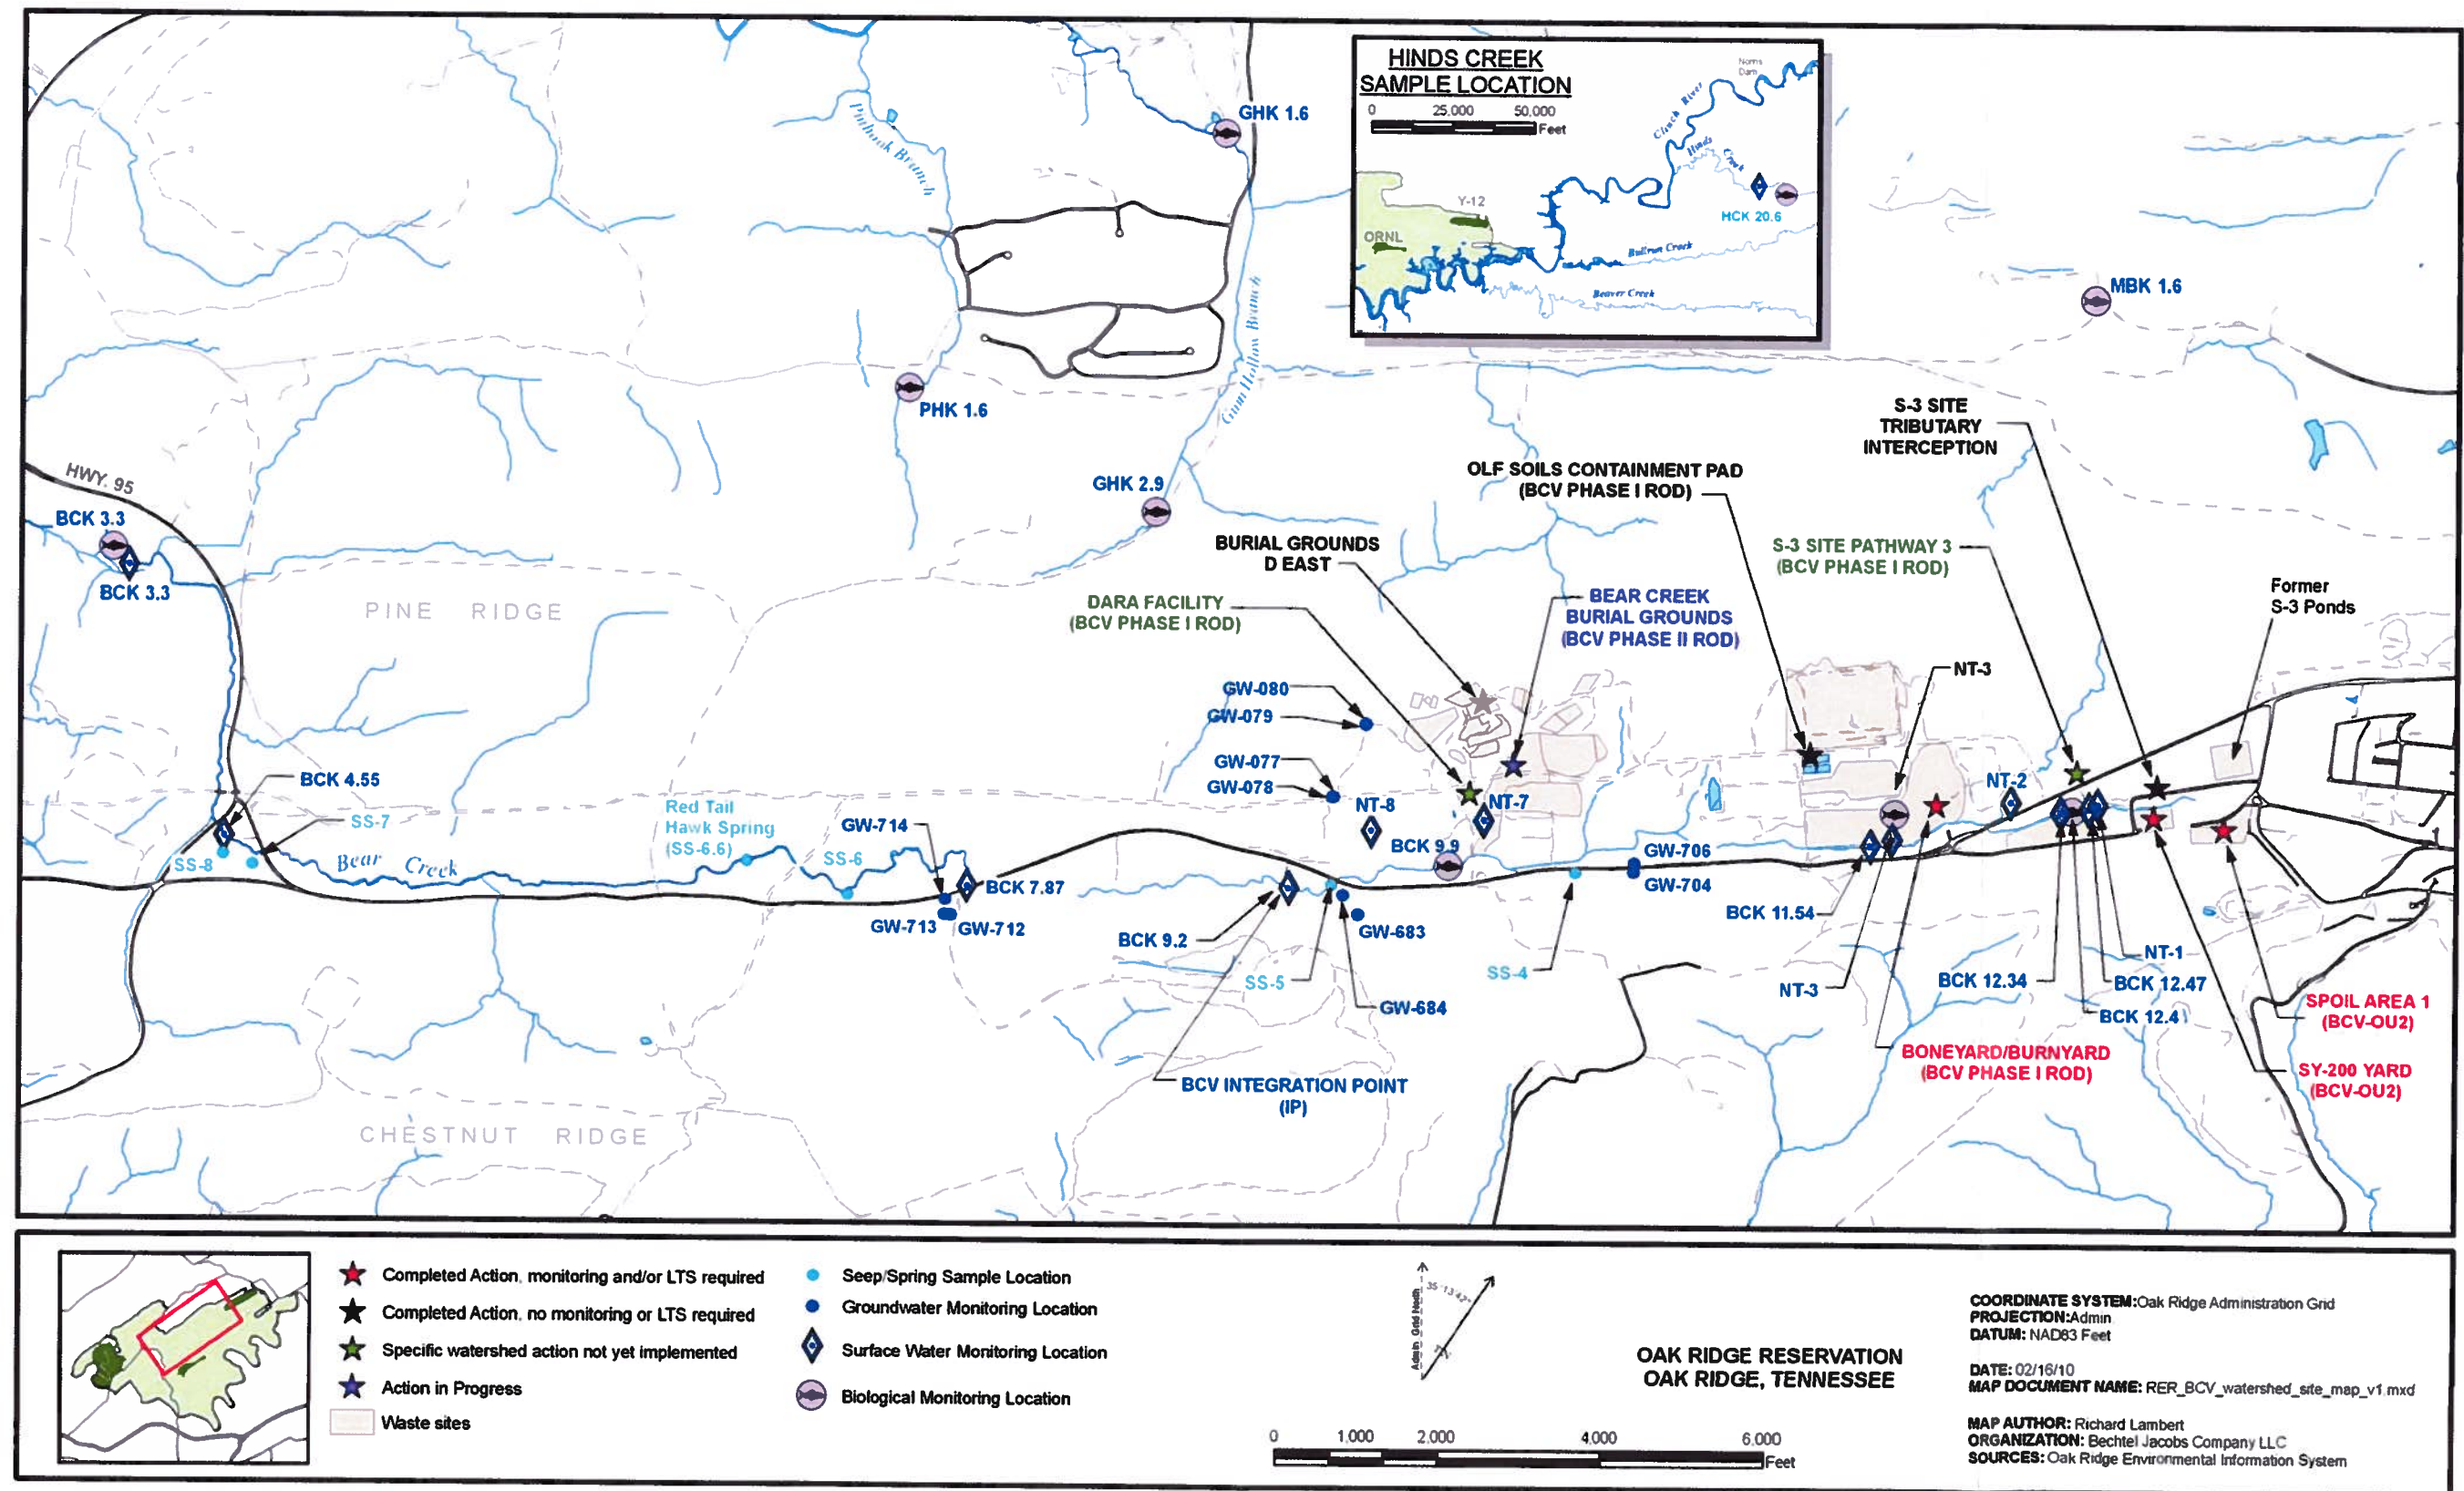 HINDS CREEK
SAMPLE LOCATION
0 25,000 50,000
Feet
Norris
Dam
Clinch River
Hinds Creek
HCK 20.6
Y-12
ORNL
Bullrun Creek
Beaver Creek
GHK 1.6
Pinhook Branch
MBK 1.6
Gum Hollow Branch
PHK 1.6
S-3 SITE
TRIBUTARY
INTERCEPTION
HWY. 95
GHK 2.9
OLF SOILS CONTAINMENT PAD
(BCV PHASE I ROD)
BCK 3.3
BCK 3.3
BURIAL GROUNDS
D EAST
S-3 SITE PATHWAY 3
(BCV PHASE I ROD)
Former
S-3 Ponds
PINE RIDGE
DARA FACILITY
(BCV PHASE I ROD)
BEAR CREEK
BURIAL GROUNDS
(BCV PHASE II ROD)
NT-3
GW-080
GW-079
GW-077
GW-078
BCK 4.55
SS-7
SS-8
Bear Creek
Red Tail
Hawk Spring
(SS-6.6)
SS-6
GW-714
NT-8
NT-7
NT-2
BCK 9.9
GW-706
GW-704
BCK 7.87
GW-713 GW-712
BCK 9.2
GW-683
SS-5
SS-4
GW-684
BCK 11.54
NT-3
BCK 12.34
NT-1
BCK 12.47
BCK 12.4
SPOIL AREA 1
(BCV-OU2)
BONEYARD/BURNYARD
(BCV PHASE I ROD)
SY-200 YARD
(BCV-OU2)
BCV INTEGRATION POINT
(IP)
CHESTNUT RIDGE
Completed Action, monitoring and/or LTS required
Completed Action, no monitoring or LTS required
Specific watershed action not yet implemented
Action in Progress
Waste sites
Seep/Spring Sample Location
Groundwater Monitoring Location
Surface Water Monitoring Location
Biological Monitoring Location
Admin Grid North
35°13'42"
0 1,000 2,000 4,000 6,000
Feet
OAK RIDGE RESERVATION
OAK RIDGE, TENNESSEE
COORDINATE SYSTEM:Oak Ridge Administration Grid
PROJECTION:Admin
DATUM: NAD83 Feet
DATE: 02/16/10
MAP DOCUMENT NAME: RER_BCV_watershed_site_map_v1.mxd
MAP AUTHOR: Richard Lambert
ORGANIZATION: Bechtel Jacobs Company LLC
SOURCES: Oak Ridge Environmental Information System